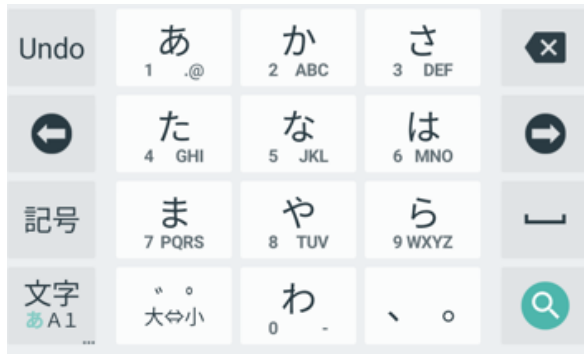 Undo あ か さ
1 .@ 2 ABC 3 DEF
た な は
4 GHI 5 JKL 6 MNO
記号 ま や ら
7 PQRS 8 TUV 9 WXYZ
文字 ゛ ゜ わ 、 。
あA1 大⇔小 0 -
...